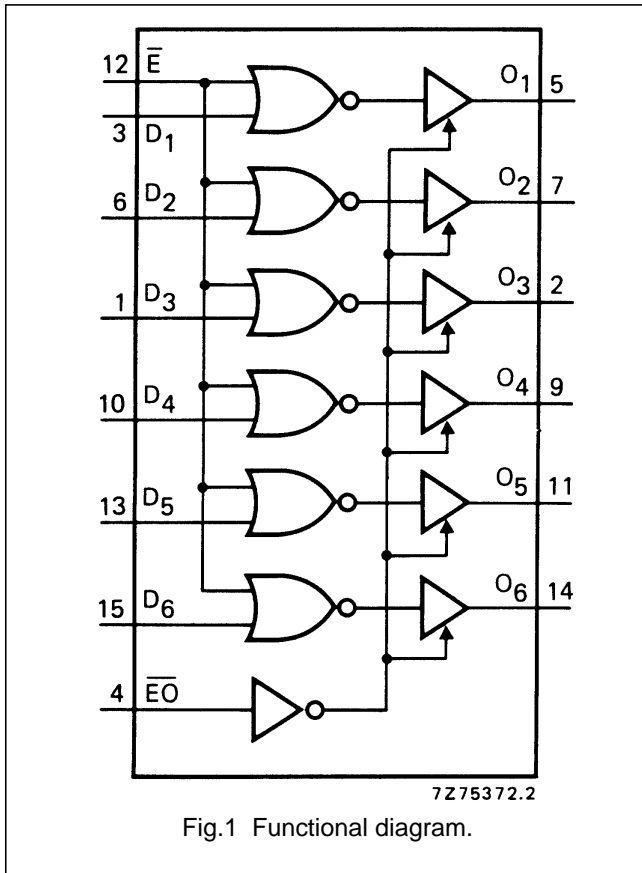 12 E̅ O₁ 5
3 D₁
6 D₂ O₂ 7
1 D₃ O₃ 2
10 D₄ O₄ 9
13 D₅ O₅ 11
15 D₆ O₆ 14
4 E̅O̅
7Z75372.2
Fig.1 Functional diagram.